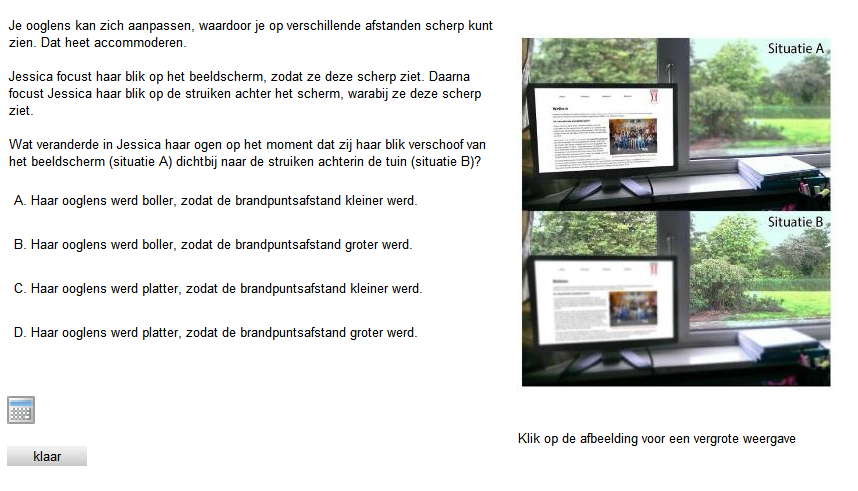 Je ooglens kan zich aanpassen, waardoor je op verschillende afstanden scherp kunt
zien. Dat heet accommoderen.
Jessica focust haar blik op het beeldscherm, zodat ze deze scherp ziet. Daarna
focust Jessica haar blik op de struiken achter het scherm, warabij ze deze scherp
ziet.
Wat veranderde in Jessica haar ogen op het moment dat zij haar blik verschoof van
het beeldscherm (situatie A) dichtbij naar de struiken achterin de tuin (situatie B)?
A. Haar ooglens werd boller, zodat de brandpuntsafstand kleiner werd.
B. Haar ooglens werd boller, zodat de brandpuntsafstand groter werd.
C. Haar ooglens werd platter, zodat de brandpuntsafstand kleiner werd.
D. Haar ooglens werd platter, zodat de brandpuntsafstand groter werd.
klaar
Situatie A
Welkom
Situatie B
Welkom
Klik op de afbeelding voor een vergrote weergave